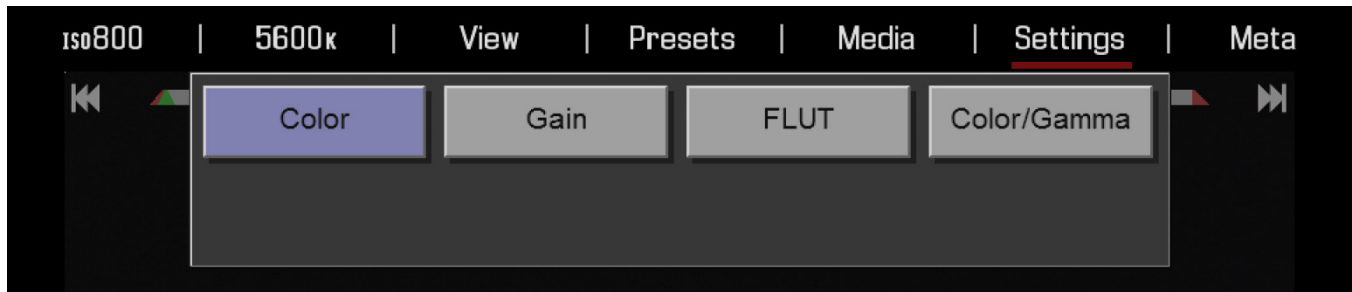 ISO800 | 5600K | View | Presets | Media | Settings | Meta
Color Gain FLUT Color/Gamma